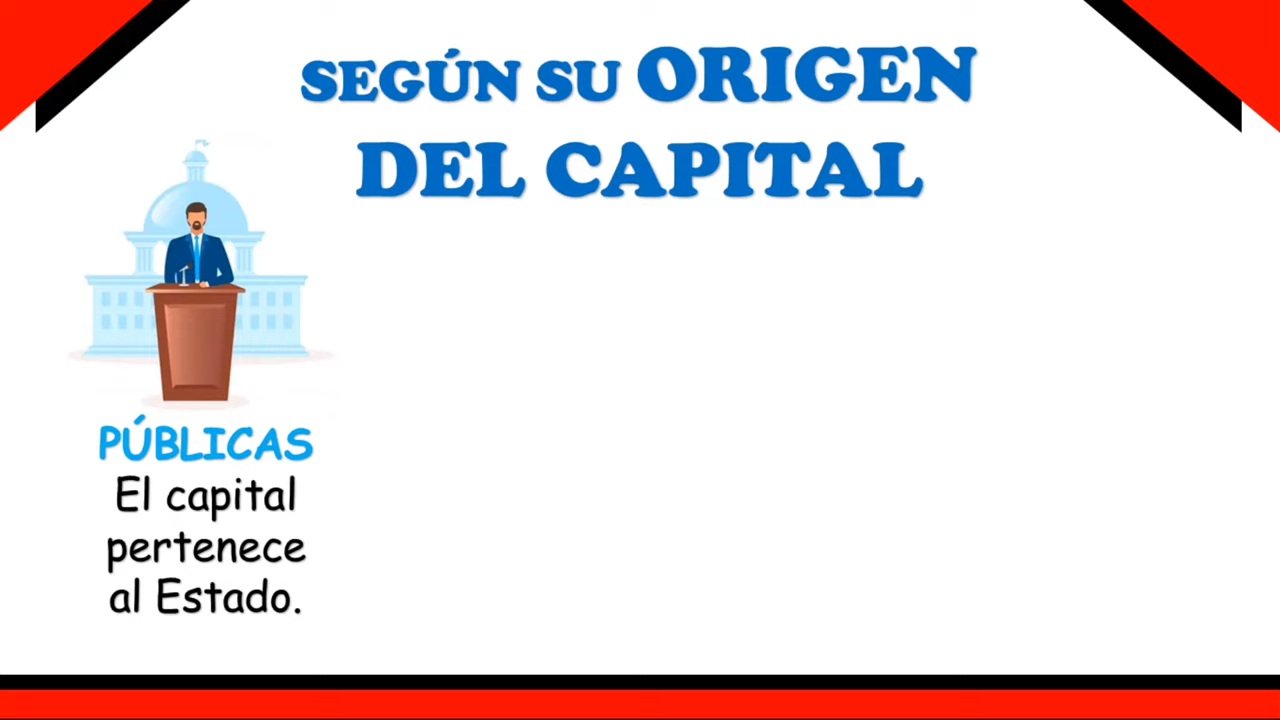 SEGÚN SU ORIGEN
DEL CAPITAL
PÚBLICAS
El capital
pertenece
al Estado.